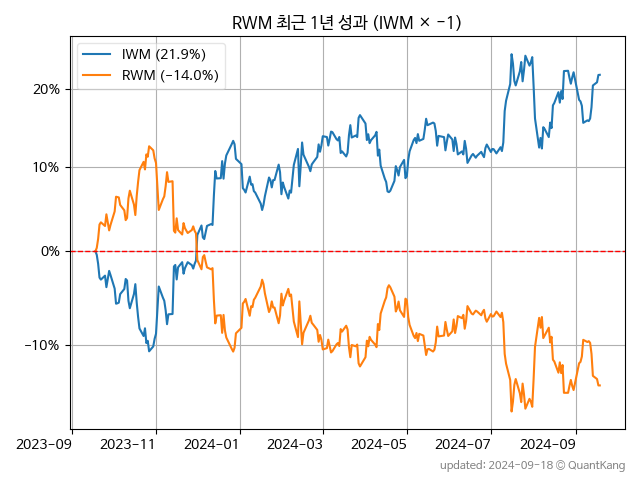 RWM 최근 1년 성과 (IWM × −1)
IWM (21.9%)
RWM (−14.0%)
20%
10%
0%
−10%
2023−09
2023−11
2024−01
2024−03
2024−05
2024−07
2024−09
updated: 2024-09-18 © QuantKang